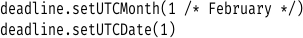 deadline.setUTCMonth(1 /* February */)
deadline.setUTCDate(1)